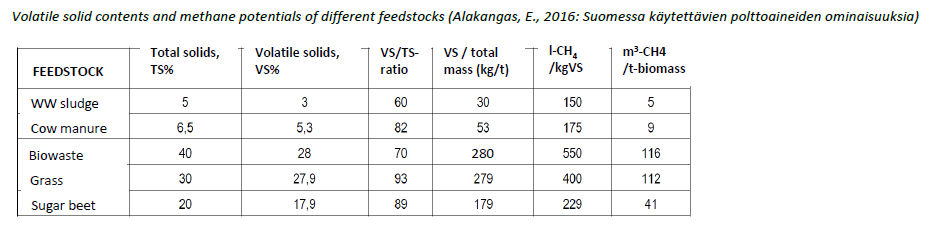 Volatile solid contents and methane potentials of different feedstocks (Alakangas, E., 2016: Suomessa käytettävien polttoaineiden ominaisuuksia)
FEEDSTOCK Total solids, TS% Volatile solids, VS% VS/TS-ratio VS / total mass (kg/t) l-CH4 /kgVS m³-CH4 /t-biomass
WW sludge 5 3 60 30 150 5
Cow manure 6,5 5,3 82 53 175 9
Biowaste 40 28 70 280 550 116
Grass 30 27,9 93 279 400 112
Sugar beet 20 17,9 89 179 229 41